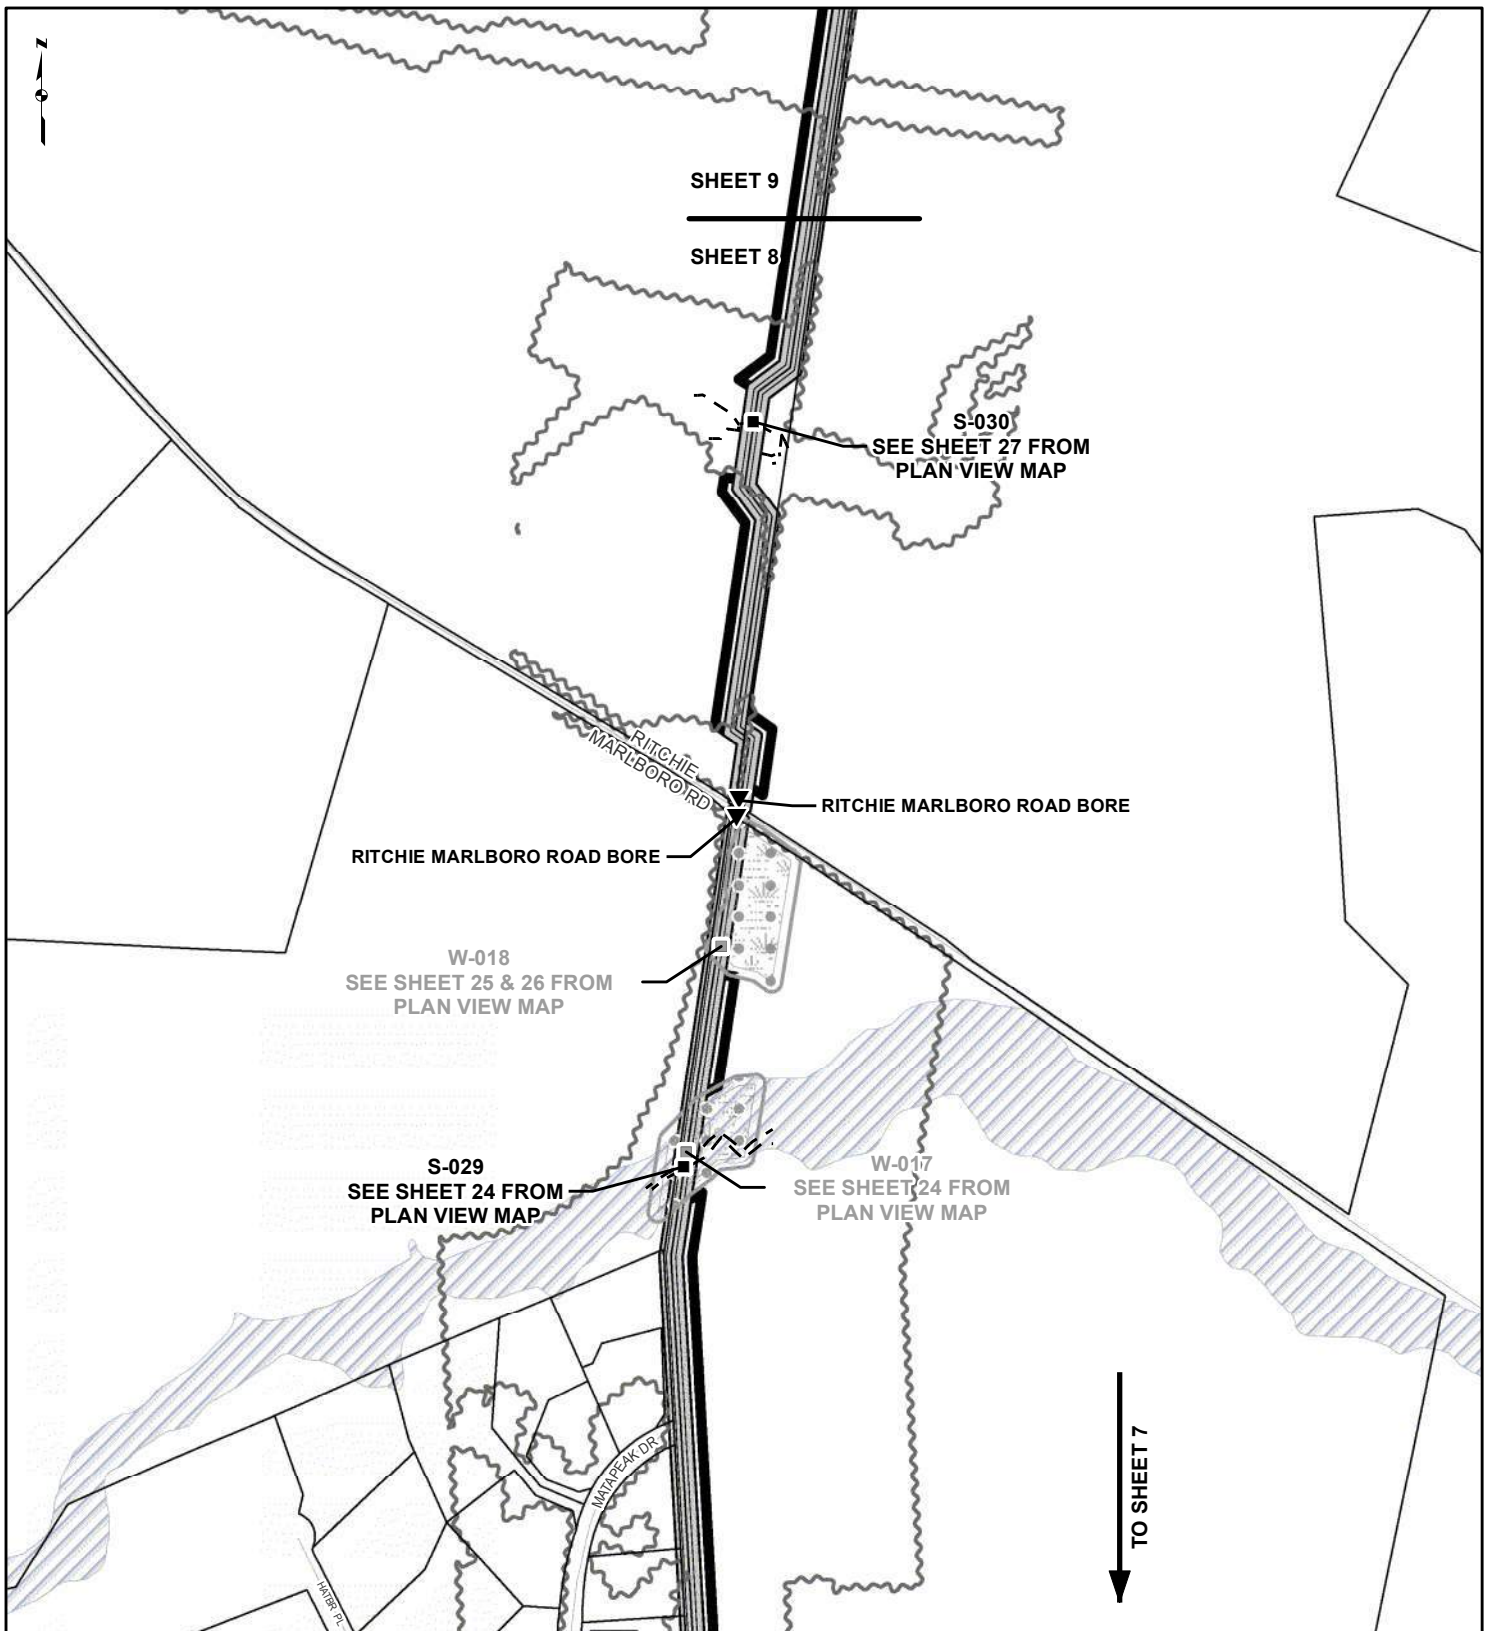 Z
SHEET 9
SHEET 8
S-030
SEE SHEET 27 FROM
PLAN VIEW MAP
RITCHIE
MARLBORO RD
RITCHIE MARLBORO ROAD BORE
RITCHIE MARLBORO ROAD BORE
W-018
SEE SHEET 25 & 26 FROM
PLAN VIEW MAP
S-029
SEE SHEET 24 FROM
PLAN VIEW MAP
W-017
SEE SHEET 24 FROM
PLAN VIEW MAP
MATAPEAK DR
TO SHEET 7
HATBR PL